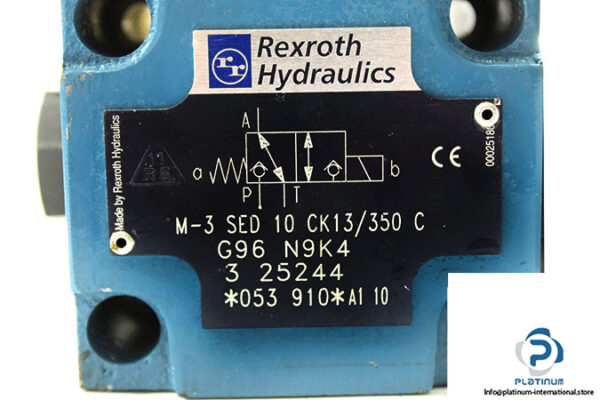 Rexroth
Hydraulics
Made by Rexroth Hydraulics
A
a
b
P
T
CE
M-3 SED 10 CK13/350 C
G96 N9K4
3 25244
*053 910* A1 10
PLATINUM
Info@platinum-international.store